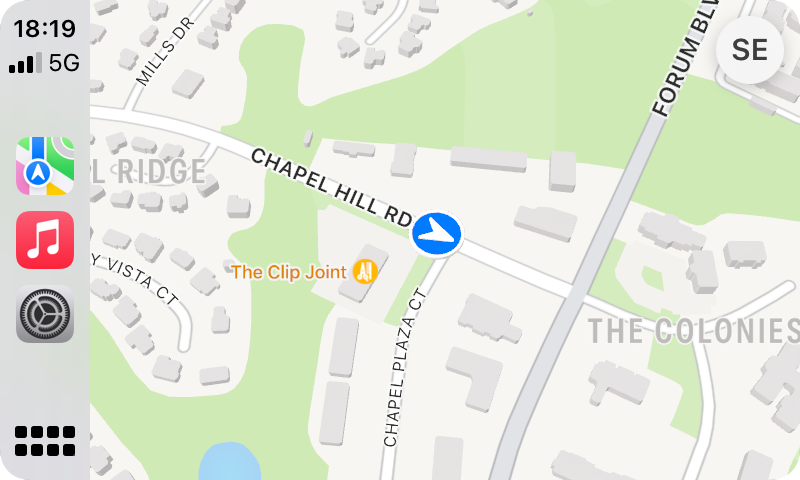 18:19
5G
MILLS DR
FORUM BLV
SE
L RIDGE
CHAPEL HILL RD
Y VISTA CT
The Clip Joint
CHAPEL PLAZA CT
THE COLONIES